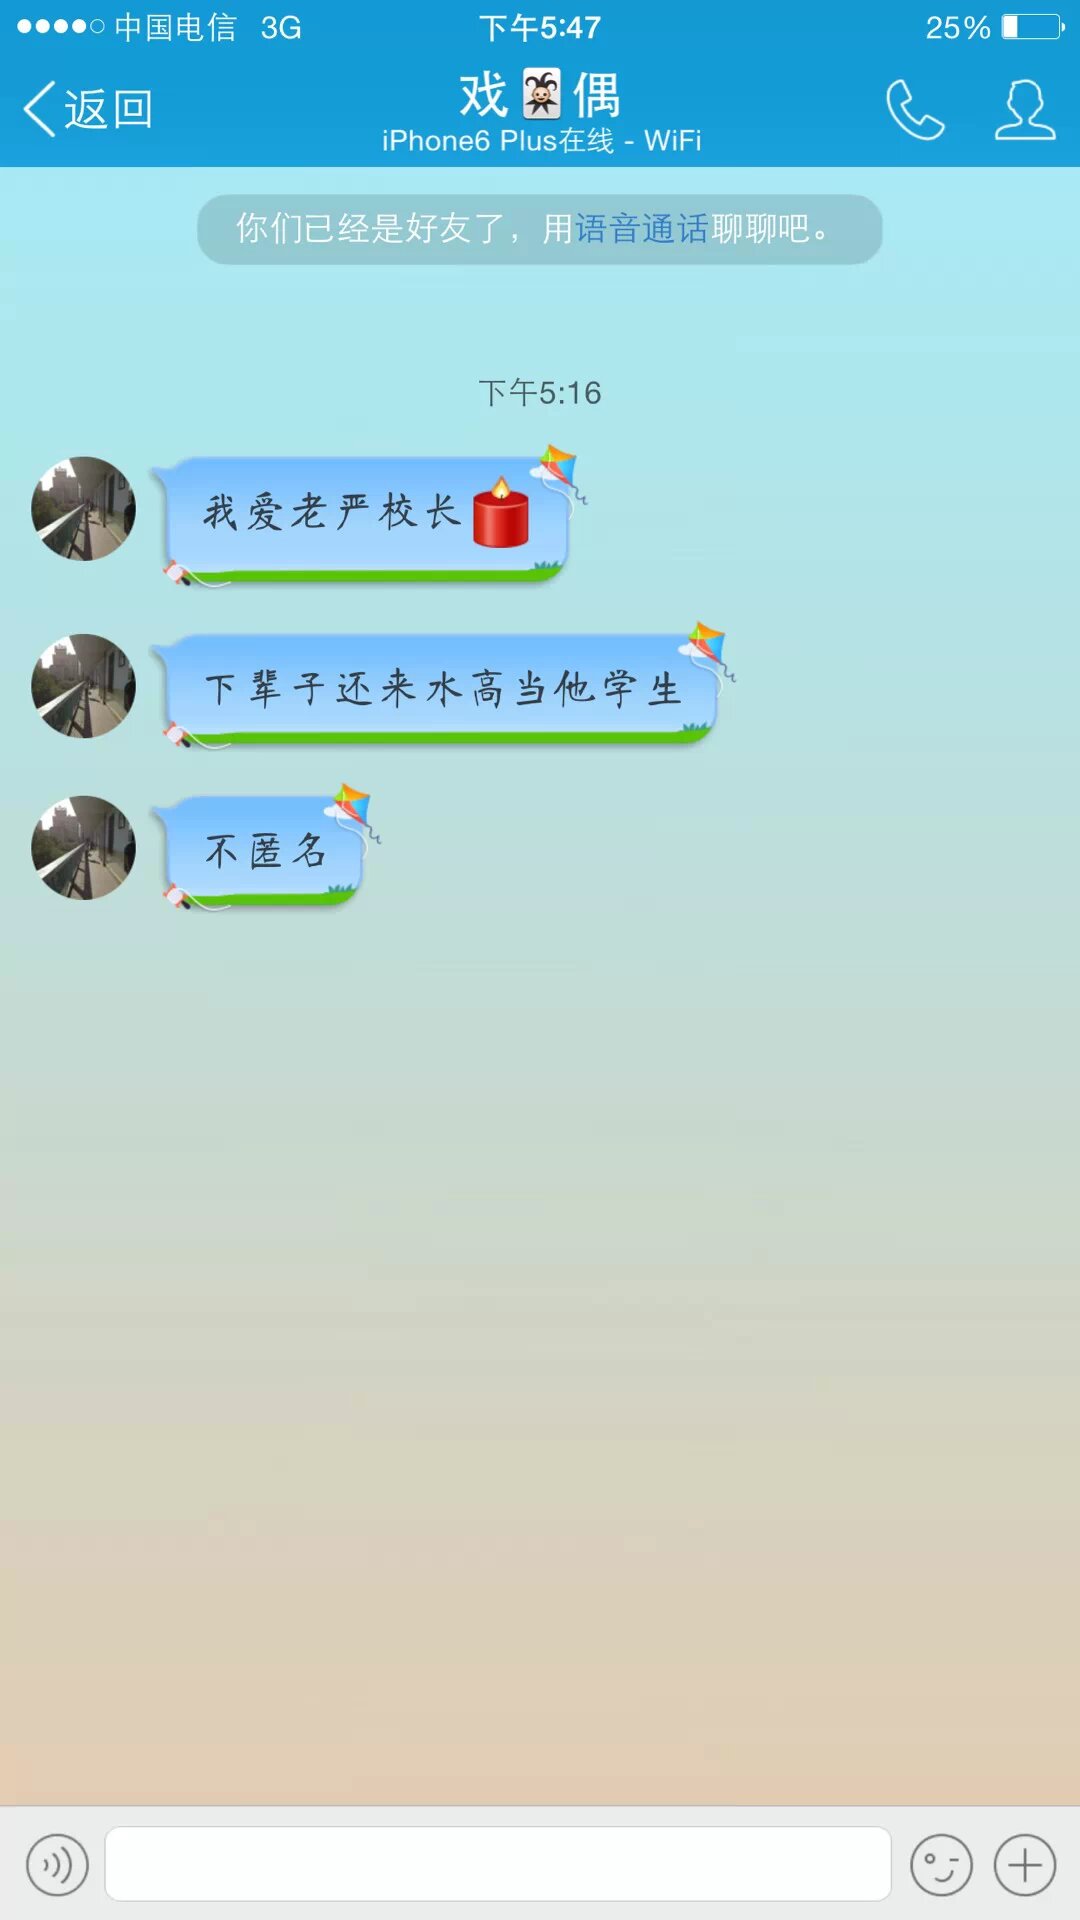 中国电信 3G 下午5:47 25%
返回 戏🃏偶
iPhone6 Plus在线 - WiFi
你们已经是好友了，用语音通话聊聊吧。
下午5:16
我爱老严校长
下辈子还来水高当他学生
不匿名